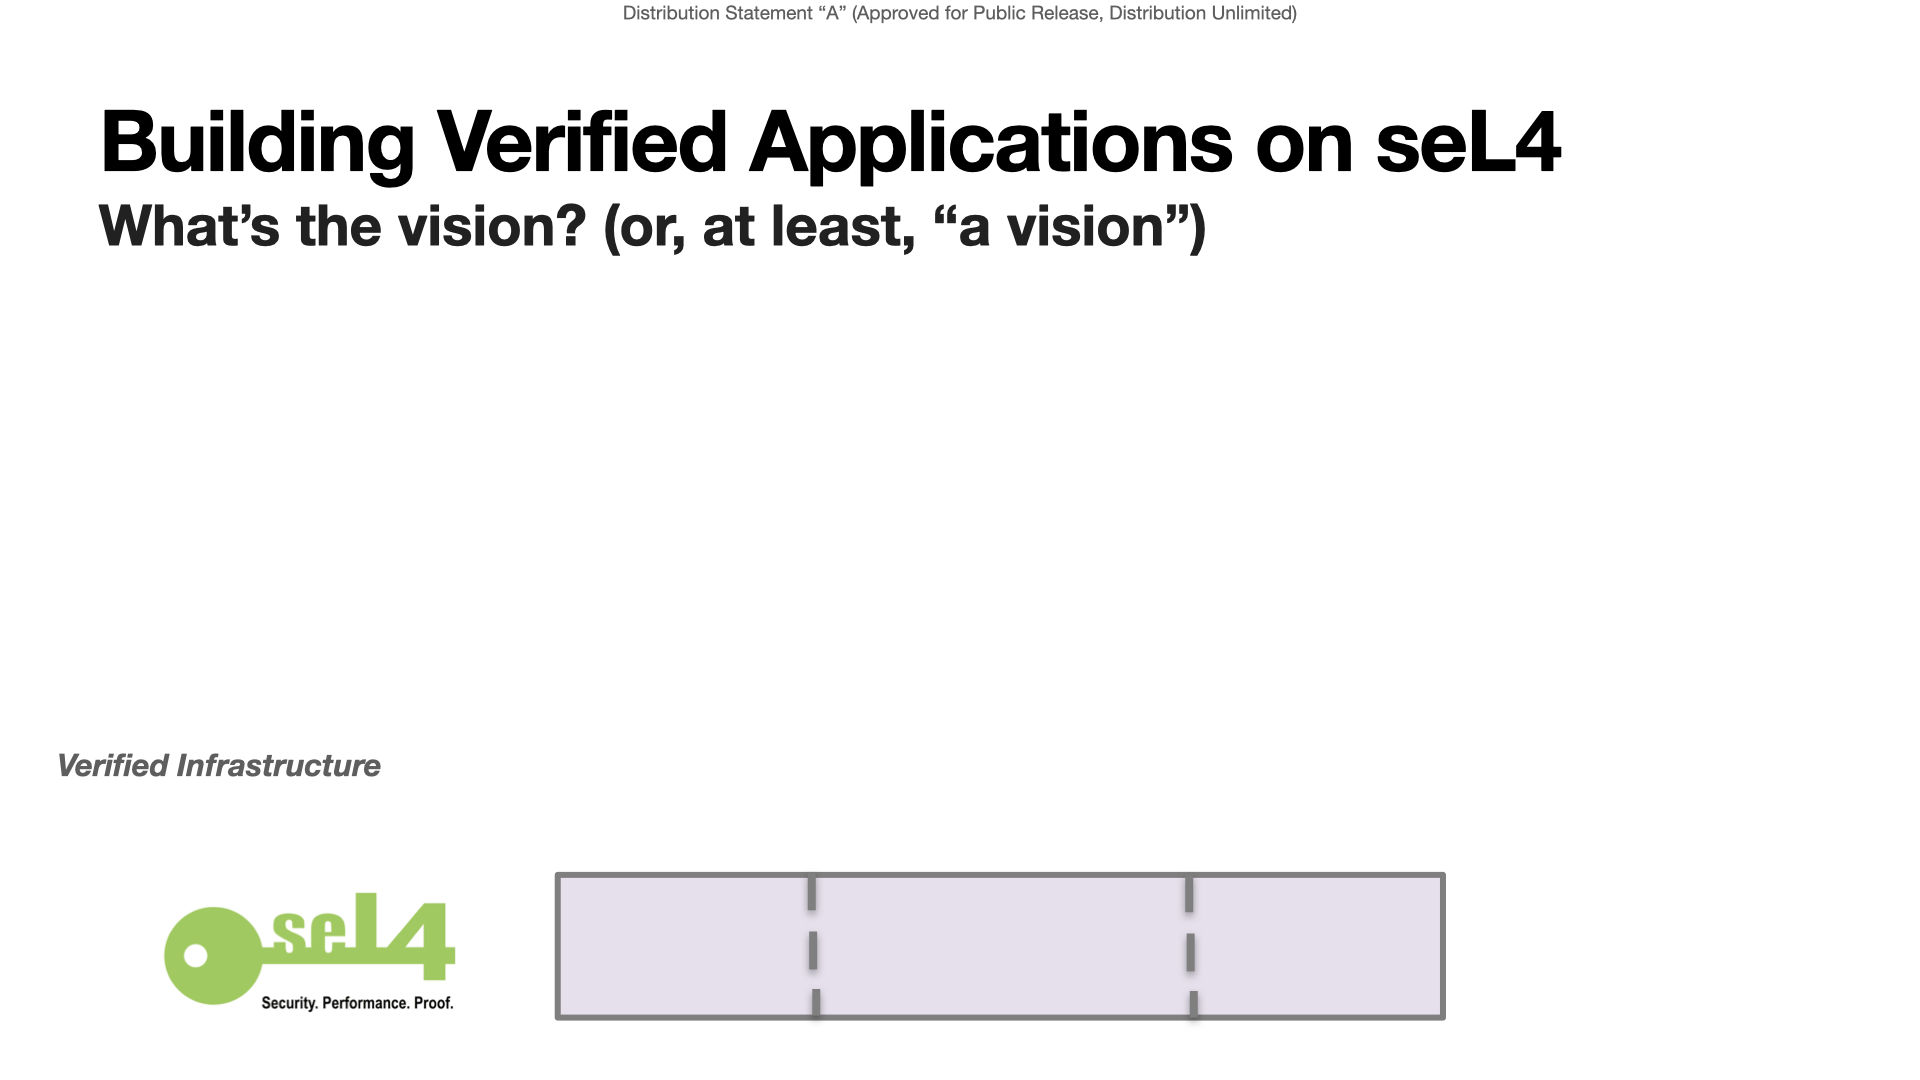 Distribution Statement “A” (Approved for Public Release, Distribution Unlimited)
Building Verified Applications on seL4
What’s the vision? (or, at least, “a vision”)
Verified Infrastructure
seL4
Security. Performance. Proof.